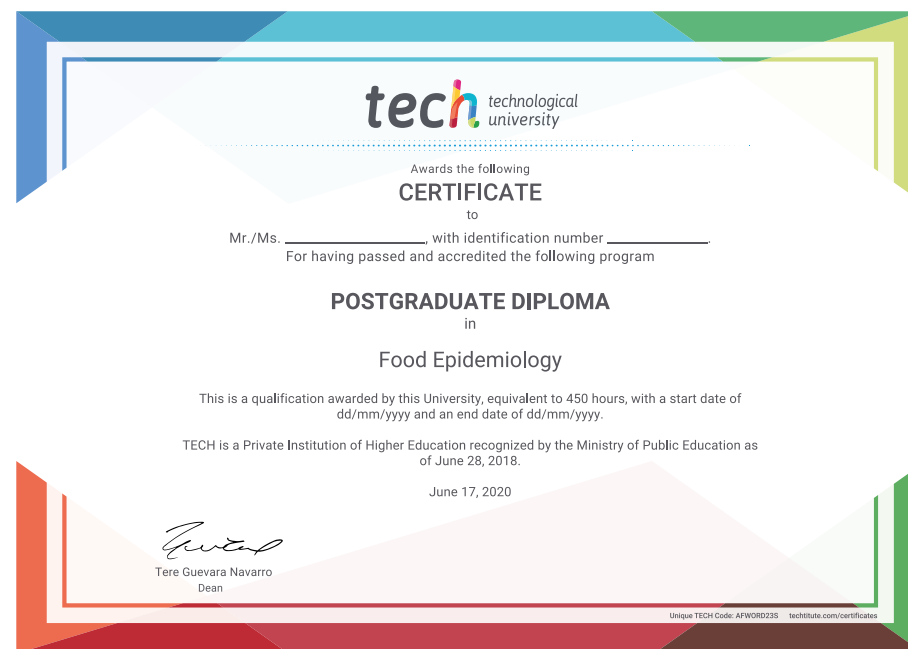 tech technological
university
Awards the following
CERTIFICATE
to
Mr./Ms. ____________________, with identification number ______________.
For having passed and accredited the following program
POSTGRADUATE DIPLOMA
in
Food Epidemiology
This is a qualification awarded by this University, equivalent to 450 hours, with a start date of
dd/mm/yyyy and an end date of dd/mm/yyyy.
TECH is a Private Institution of Higher Education recognized by the Ministry of Public Education as
of June 28, 2018.
June 17, 2020
Tere Guevara Navarro
Dean
Unique TECH Code: AFWORD23S techtitute.com/certificates